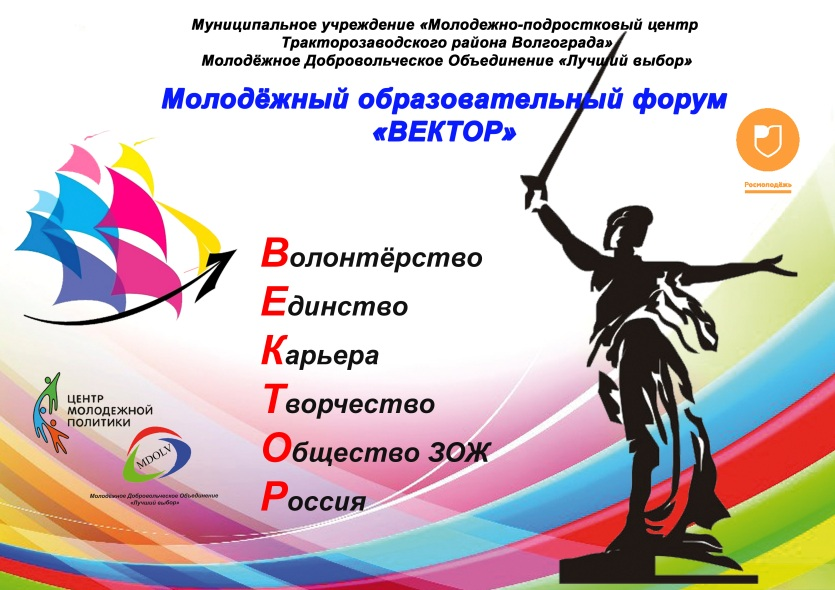 Муниципальное учреждение «Молодежно-подростковый центр
Тракторозаводского района Волгограда»
Молодёжное Добровольческое Объединение «Лучший выбор»
Молодёжный образовательный форум
«ВЕКТОР»
Росмолодёжь
Волонтёрство
Единство
Карьера
Творчество
Общество ЗОЖ
Россия
ЦЕНТР
МОЛОДЕЖНОЙ
ПОЛИТИКИ
MDOLV
Молодёжное Добровольческое Объединение
«Лучший выбор»